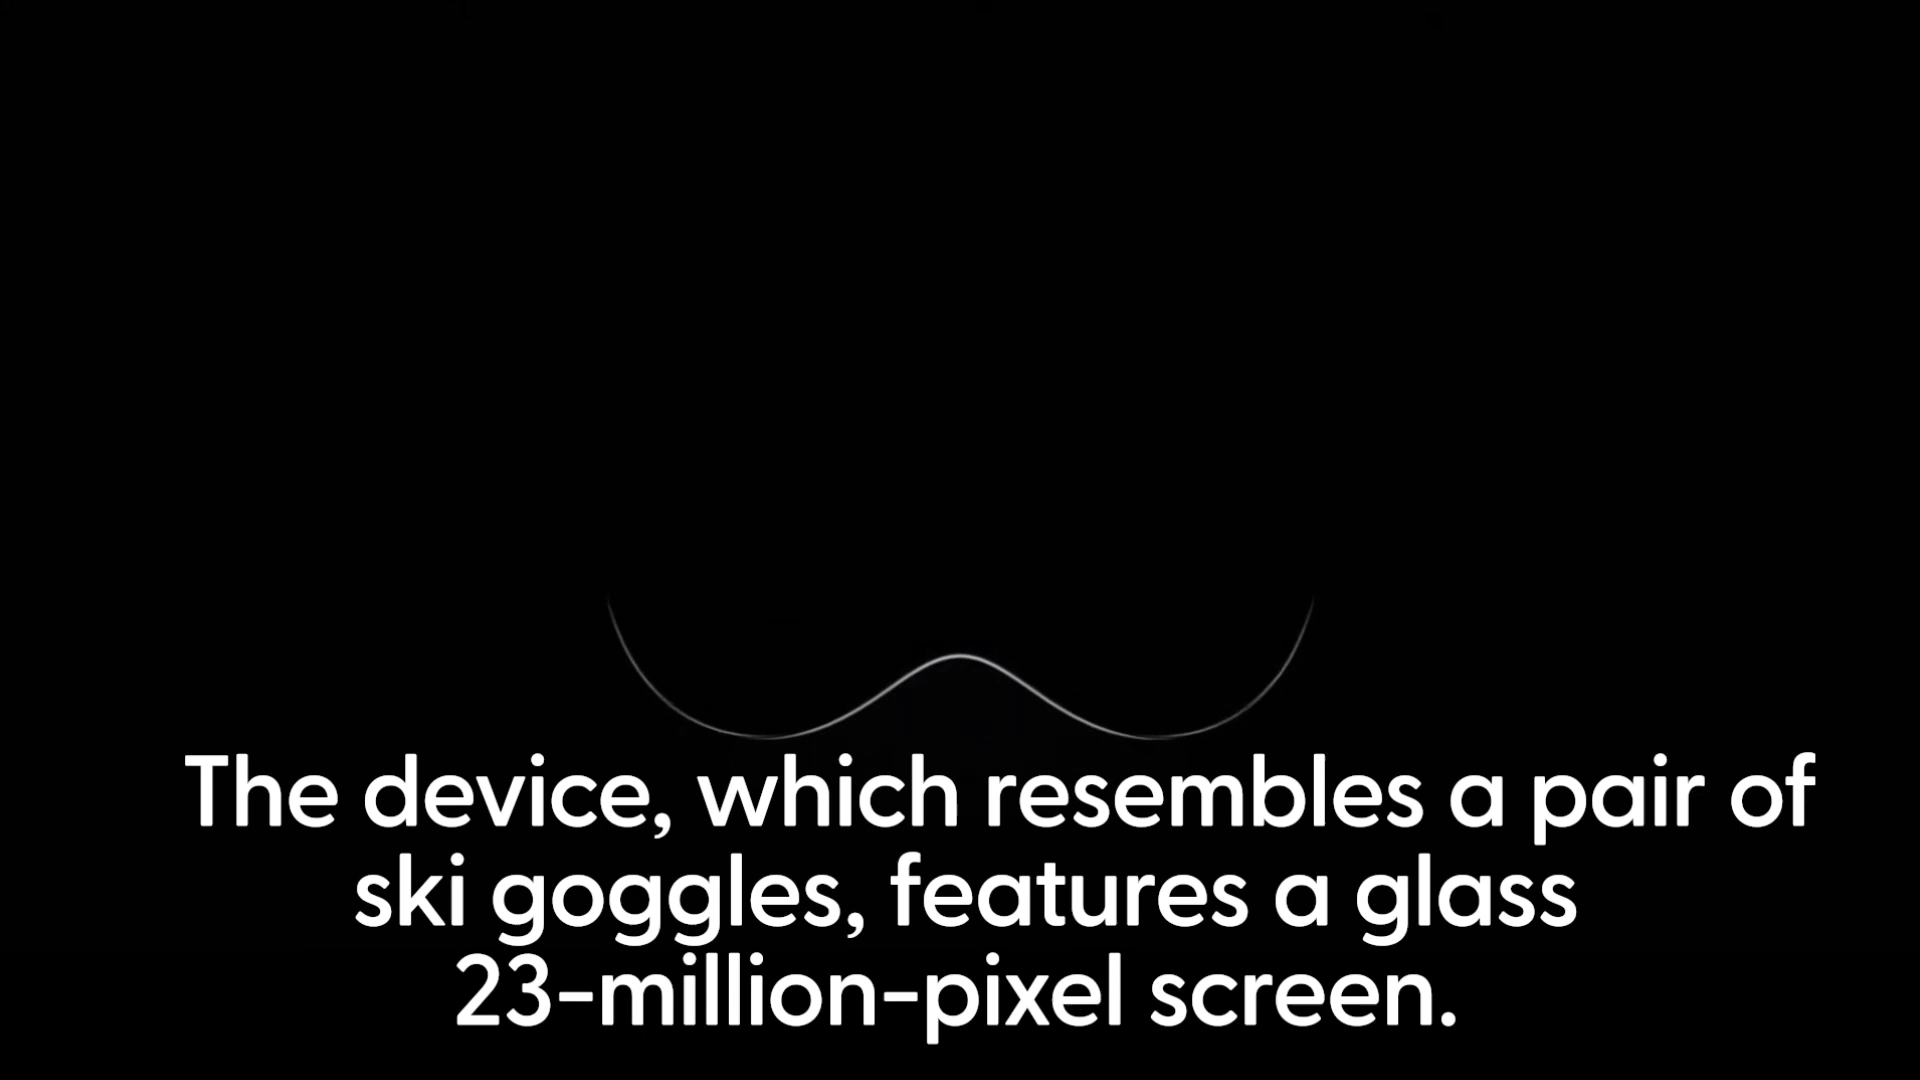 The device, which resembles a pair of
ski goggles, features a glass
23-million-pixel screen.